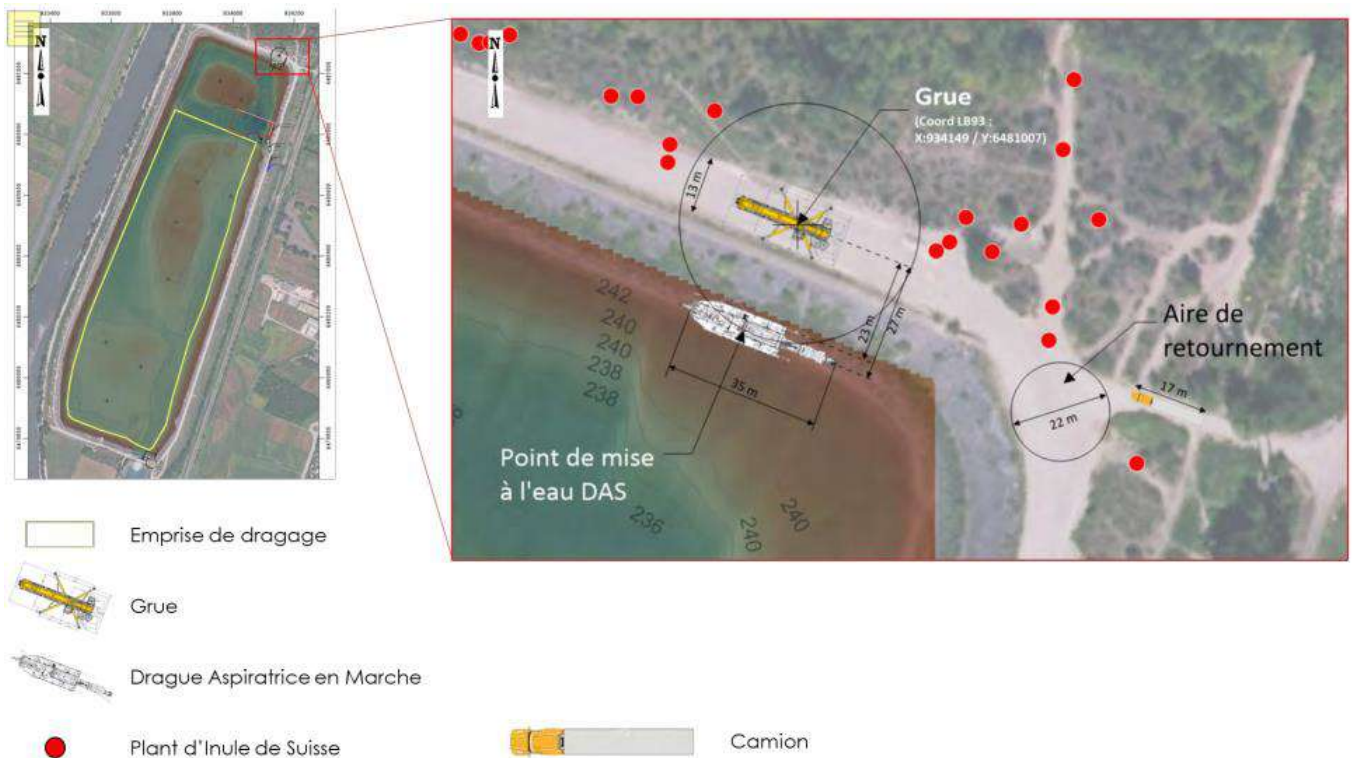 N
N
Grue
(Coord LB93 :
X:934149 / Y:6481007)
13 m
23 m
27 m
35 m
242
240
240
238
238
236
240
240
Aire de
retournement
17 m
22 m
Point de mise
à l'eau DAS
Emprise de dragage
Grue
Drague Aspiratrice en Marche
Plant d'Inule de Suisse
Camion